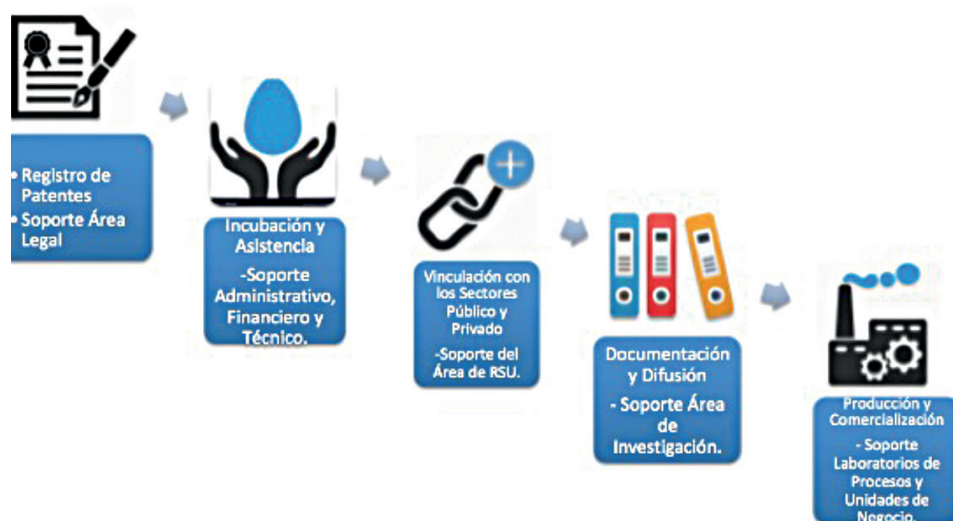 • Registro de
Patentes
• Soporte Área
Legal
Incubación y
Asistencia
-Soporte
Administrativo,
Financiero y
Técnico.
Vinculación con
los Sectores
Público y
Privado
-Soporte del
Área de RSU.
Documentación
y Difusión
- Soporte Área
de
Investigación.
Producción y
Comercialización
- Soporte
Laboratorios de
Procesos y
Unidades de
Negocio.